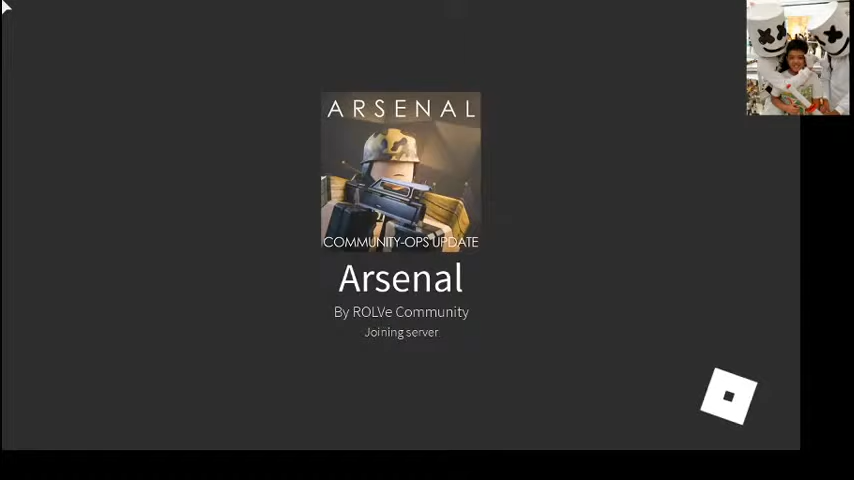 ARSENAL
COMMUNITY-OPS UPDATE
Arsenal
By ROLVe Community
Joining server